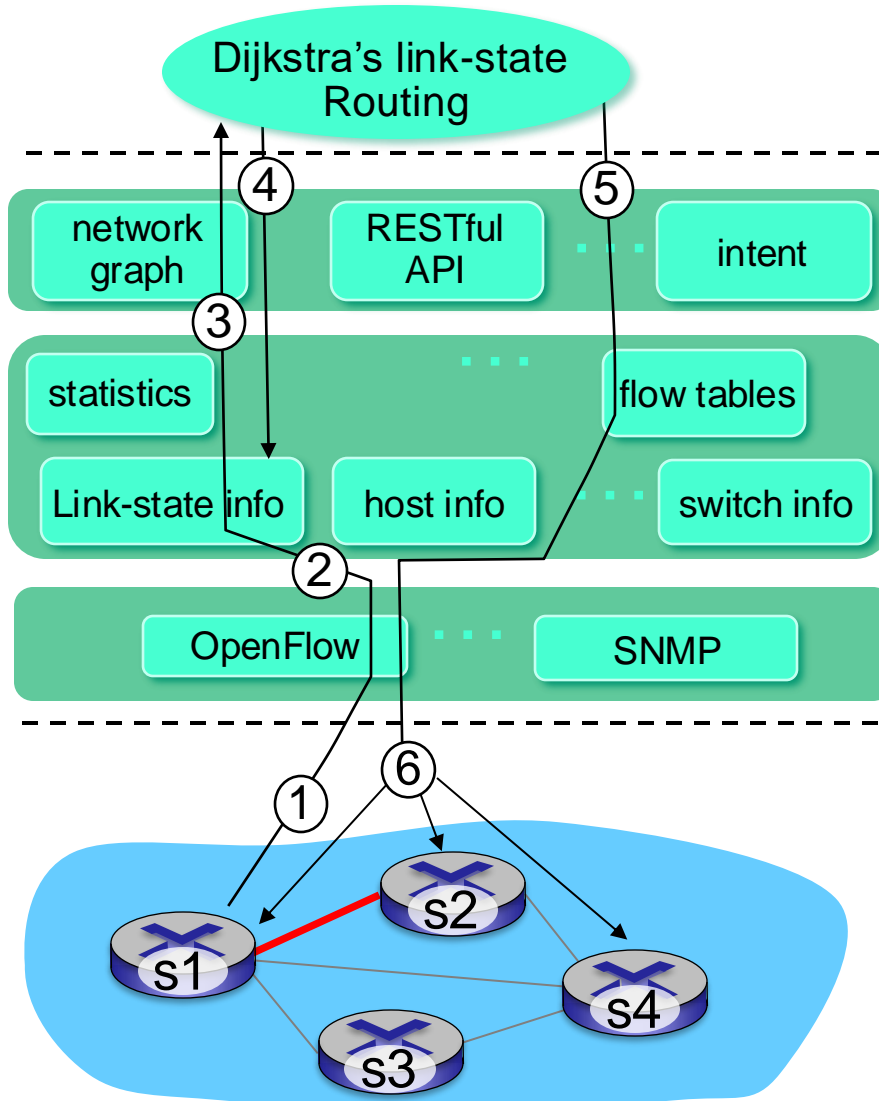 Dijkstra’s link-state
Routing
4
5
network
graph
RESTful
API
intent
3
statistics
flow tables
Link-state info
host info
switch info
2
OpenFlow
SNMP
6
1
s2
s1
s4
s3